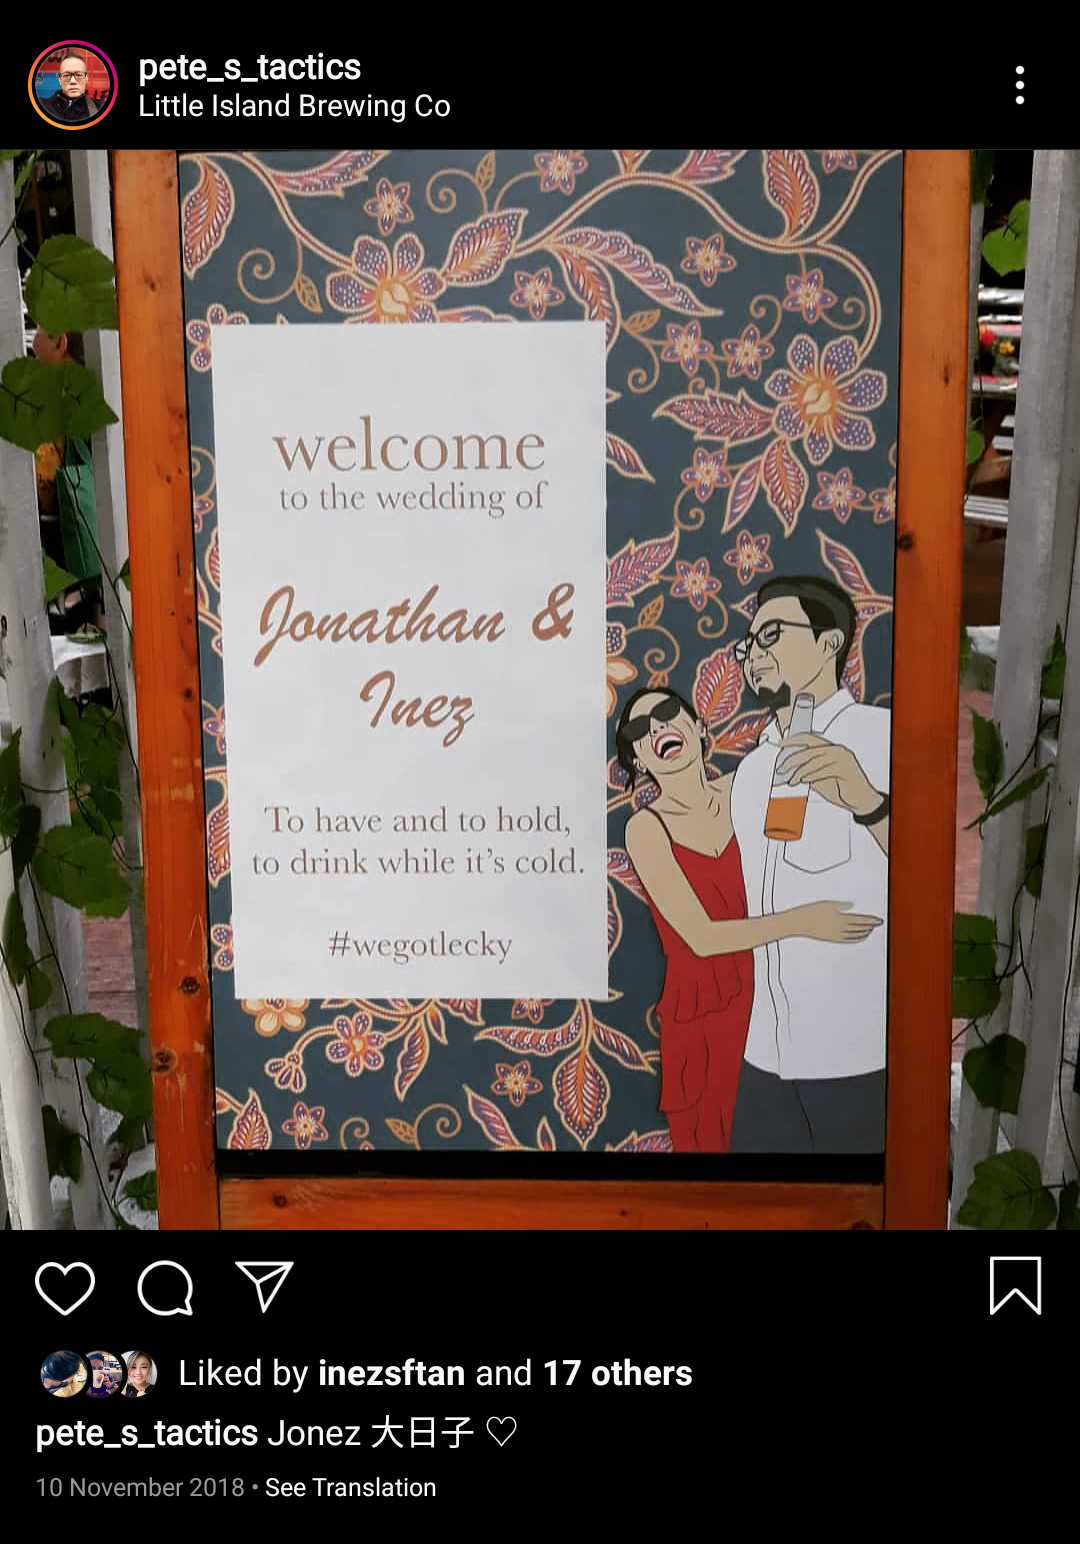 pete_s_tactics
Little Island Brewing Co
welcome
to the wedding of
Jonathan &
Inez
To have and to hold,
to drink while it's cold.
#wegotlecky
Liked by inezsftan and 17 others
pete_s_tactics Jonez 大日子 ♡
10 November 2018 • See Translation